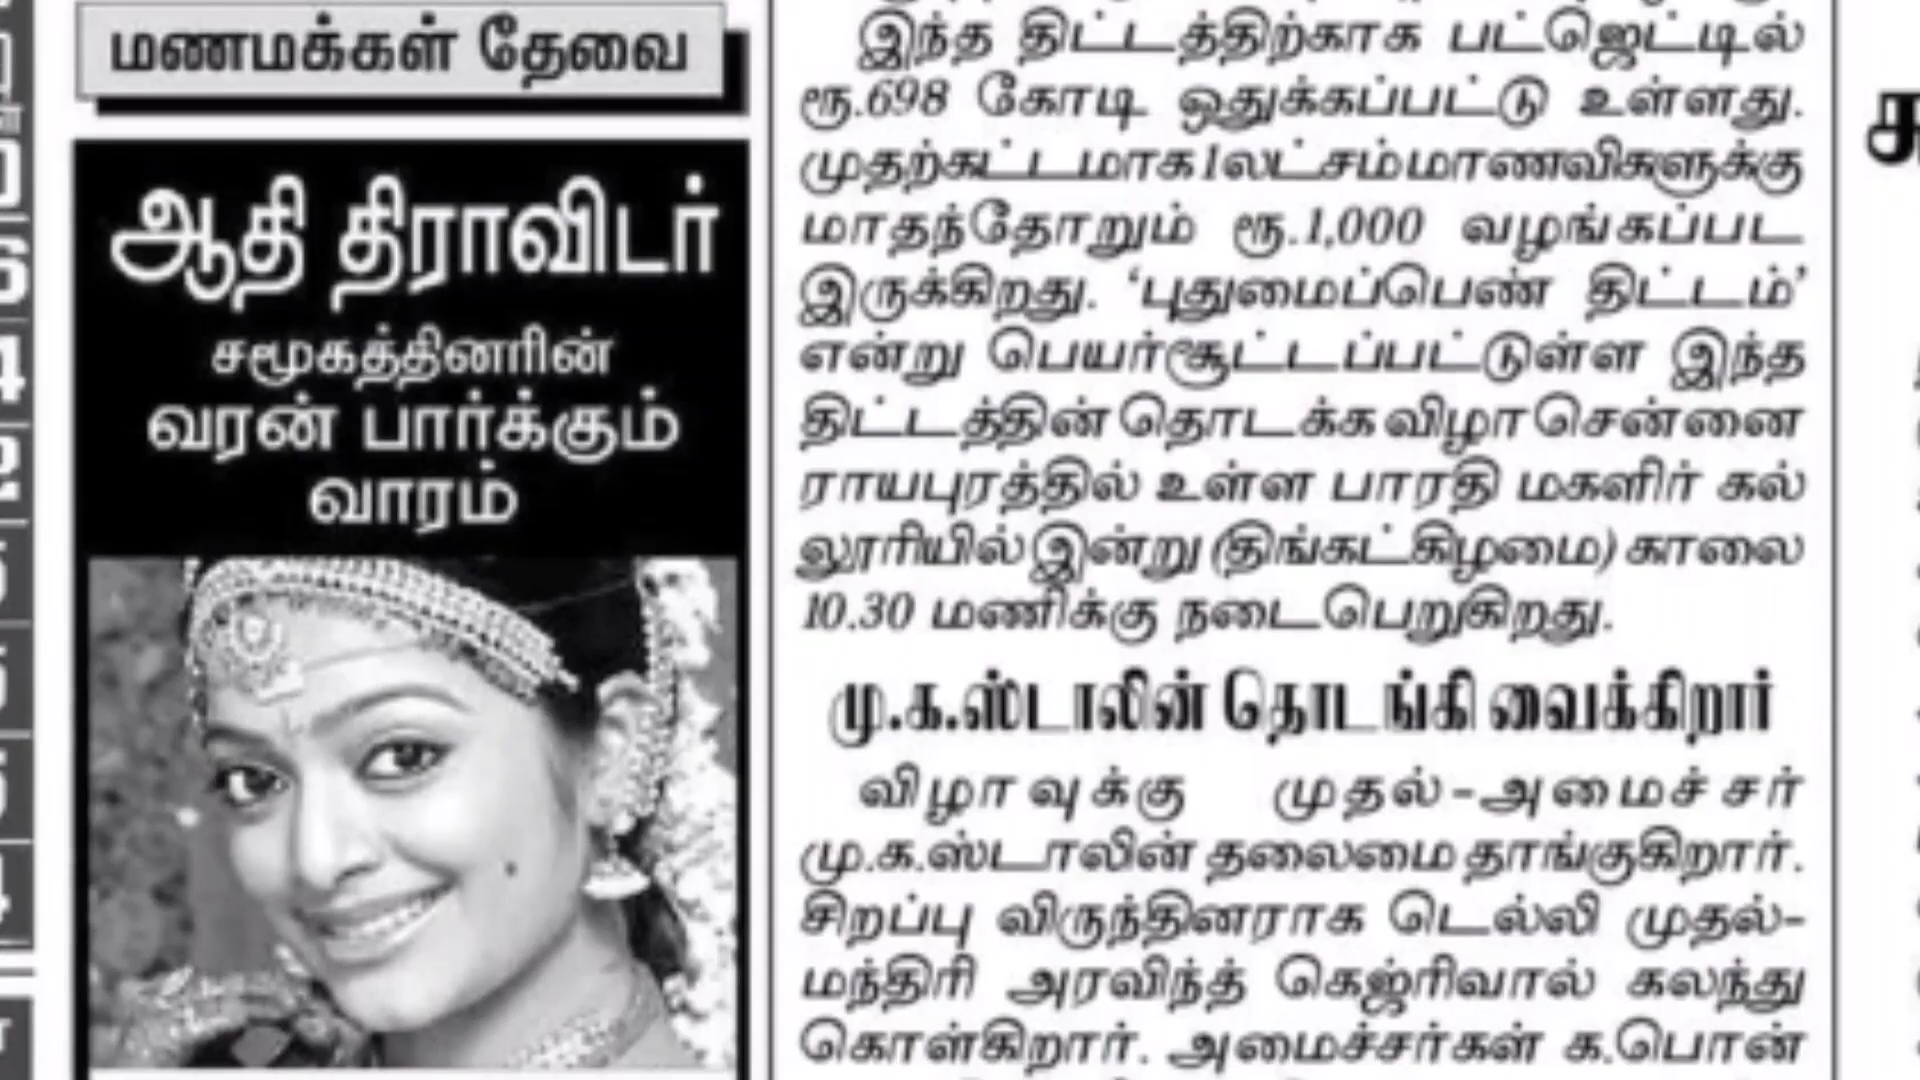 மணமக்கள் தேவை
ஆதி திராவிடர்
சமூகத்தினரின்
வரன் பார்க்கும்
வாரம்
இந்த திட்டத்திற்காக பட்ஜெட்டில்
ரூ.698 கோடி ஒதுக்கப்பட்டு உள்ளது.
முதற்கட்டமாக 1 லட்சம் மாணவிகளுக்கு
மாதந்தோறும் ரூ.1,000 வழங்கப்பட
இருக்கிறது. ‘புதுமைப்பெண் திட்டம்’
என்று பெயர்சூட்டப்பட்டுள்ள இந்த
திட்டத்தின் தொடக்க விழா சென்னை
ராயபுரத்தில் உள்ள பாரதி மகளிர் கல்
லூரியில் இன்று (திங்கட்கிழமை) காலை
10.30 மணிக்கு நடைபெறுகிறது.
மு.க.ஸ்டாலின் தொடங்கி வைக்கிறார்
விழாவுக்கு முதல்-அமைச்சர்
மு.க.ஸ்டாலின் தலைமை தாங்குகிறார்.
சிறப்பு விருந்தினராக டெல்லி முதல்-
மந்திரி அரவிந்த் கெஜ்ரிவால் கலந்து
கொள்கிறார். அமைச்சர்கள் க.பொன்